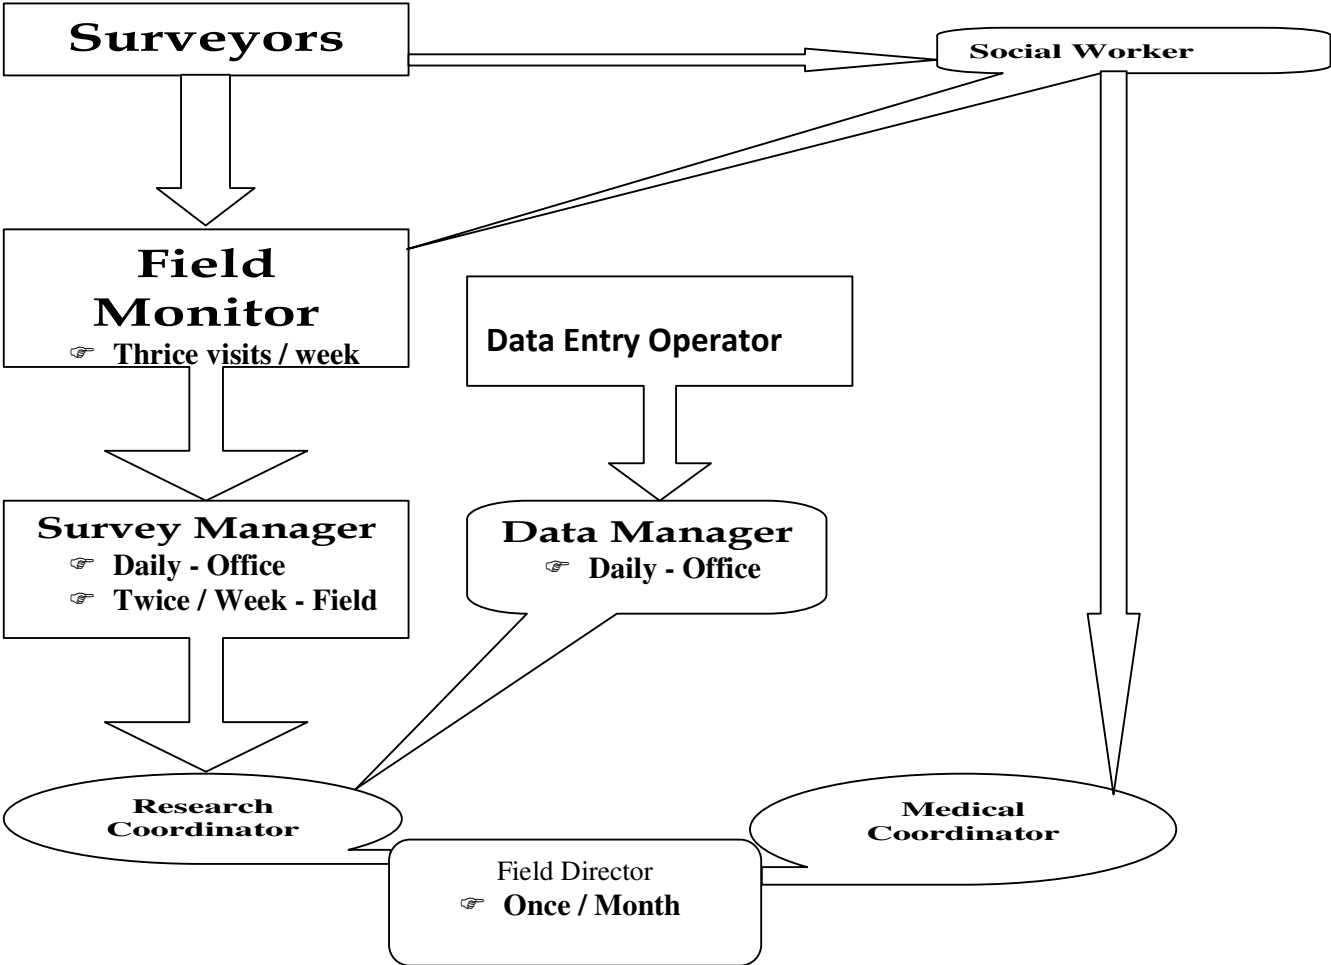 Surveyors
Social Worker
Field
Monitor
☞ Thrice visits / week
Data Entry Operator
Survey Manager
☞ Daily - Office
☞ Twice / Week - Field
Data Manager
☞ Daily - Office
Research
Coordinator
Medical
Coordinator
Field Director
☞ Once / Month